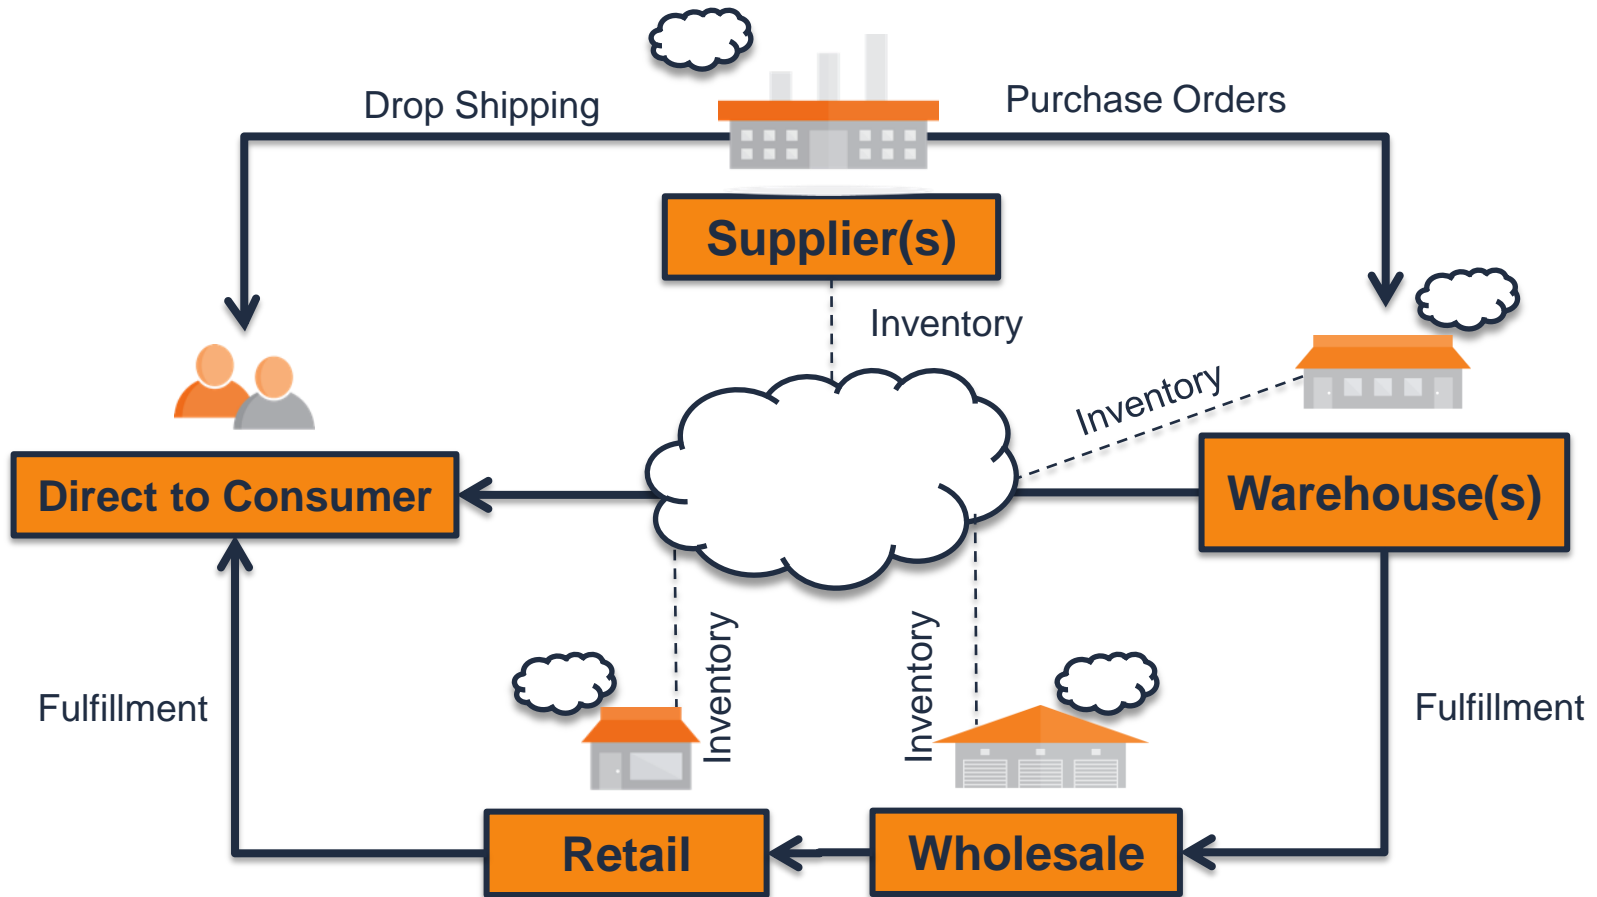 Drop Shipping
Purchase Orders
Supplier(s)
Inventory
Inventory
Direct to Consumer
Warehouse(s)
Inventory
Inventory
Fulfillment
Fulfillment
Retail
Wholesale